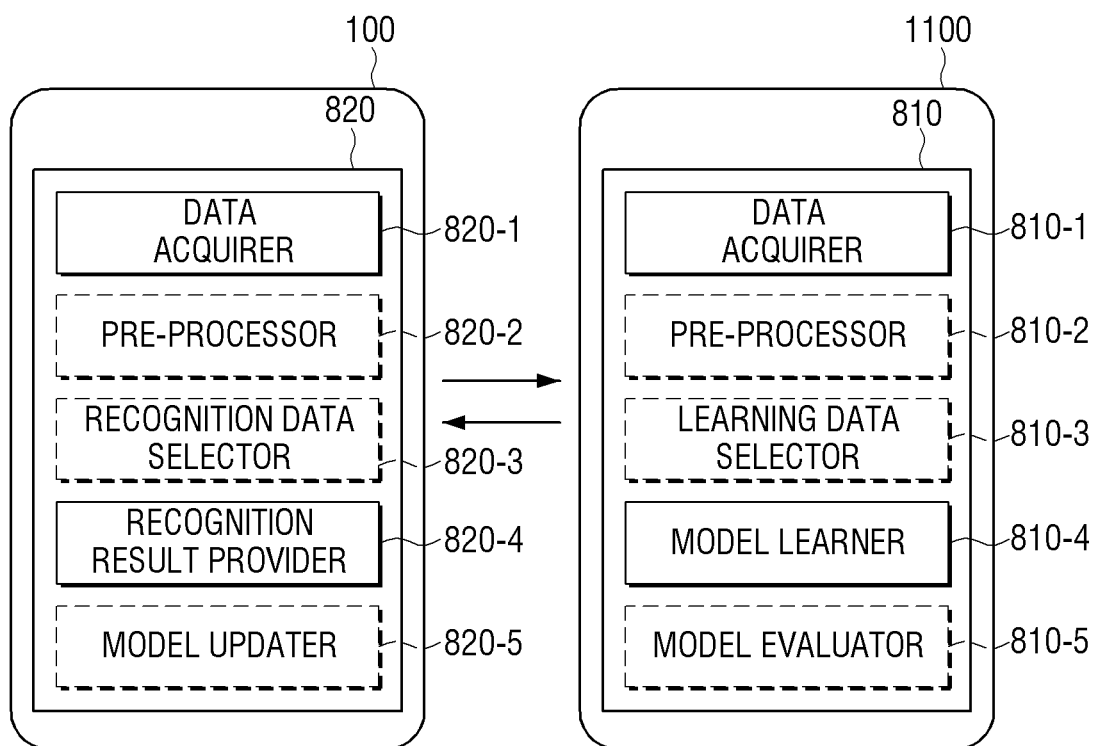 100
820
DATA
ACQUIRER
820-1
PRE-PROCESSOR
820-2
RECOGNITION DATA
SELECTOR
820-3
RECOGNITION
RESULT PROVIDER
820-4
MODEL UPDATER
820-5
1100
810
DATA
ACQUIRER
810-1
PRE-PROCESSOR
810-2
LEARNING DATA
SELECTOR
810-3
MODEL LEARNER
810-4
MODEL EVALUATOR
810-5